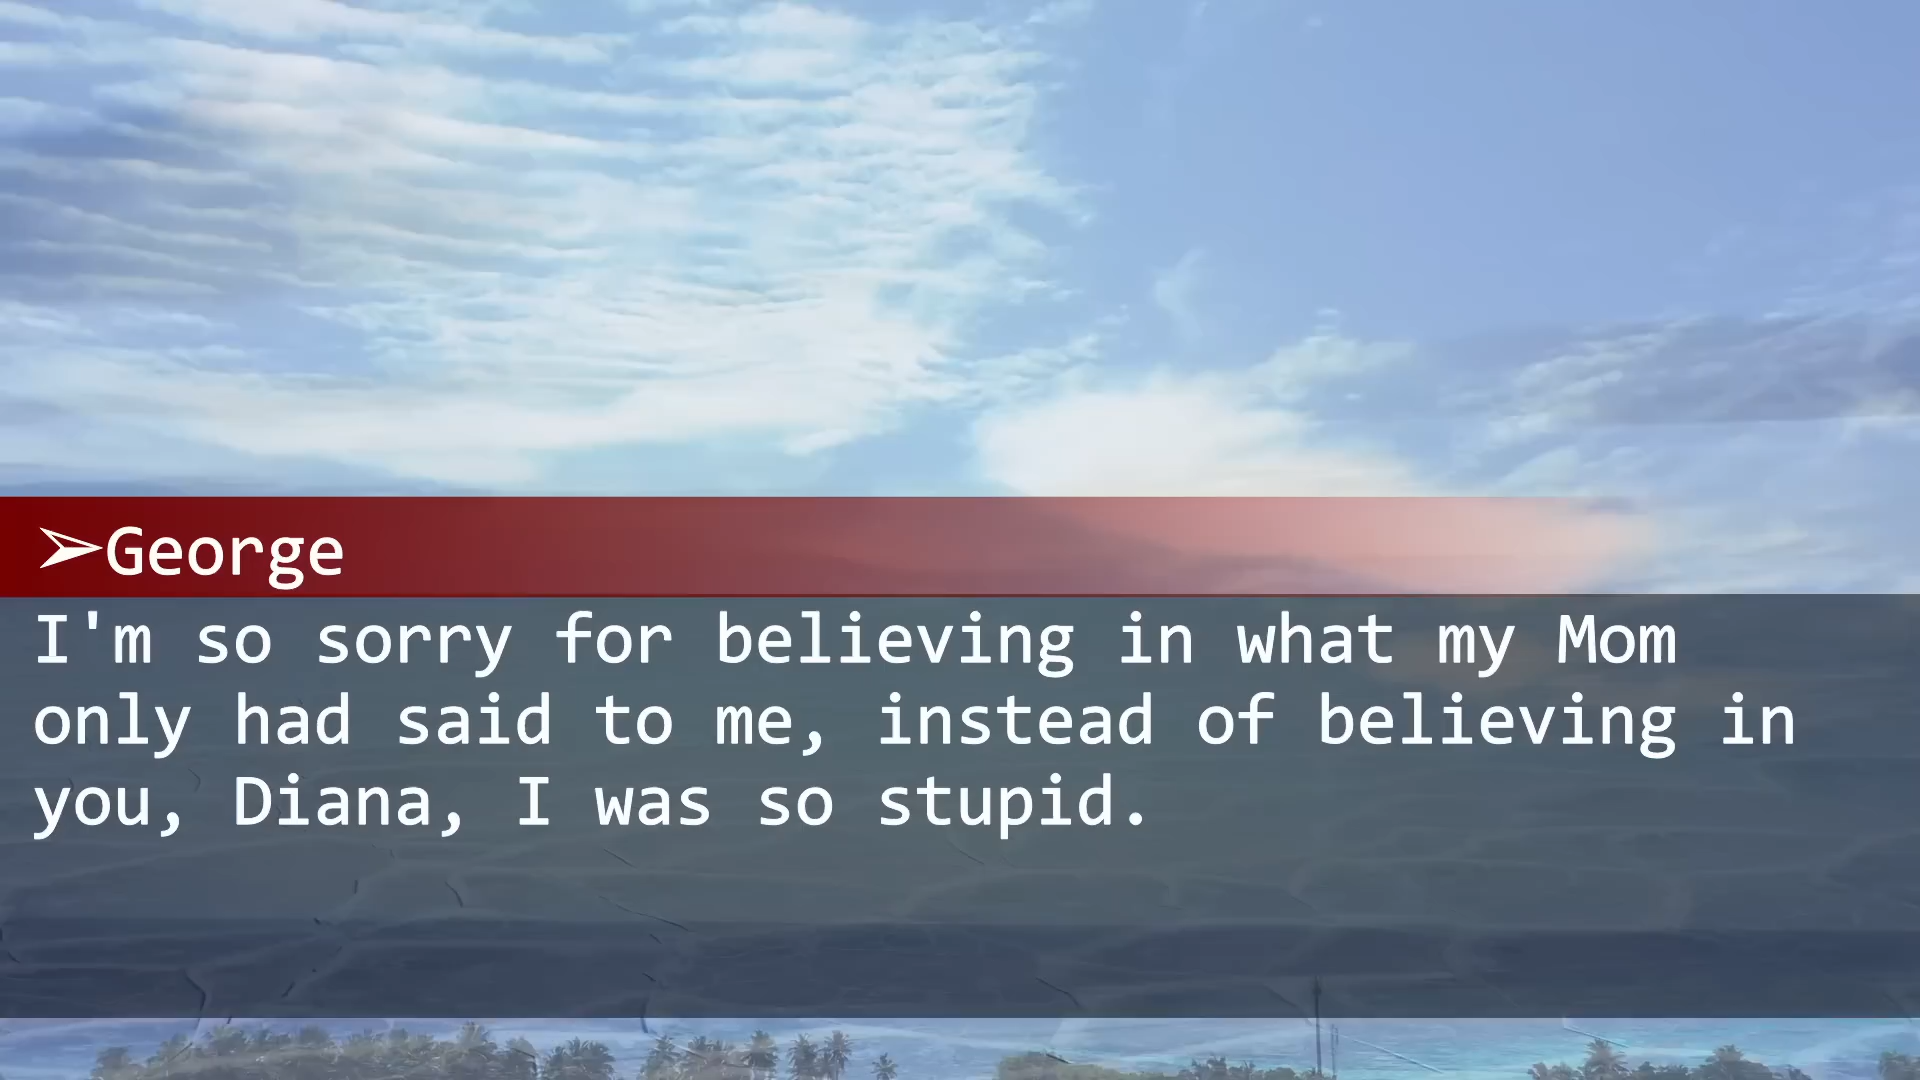 ➢George
I'm so sorry for believing in what my Mom
only had said to me, instead of believing in
you, Diana, I was so stupid.